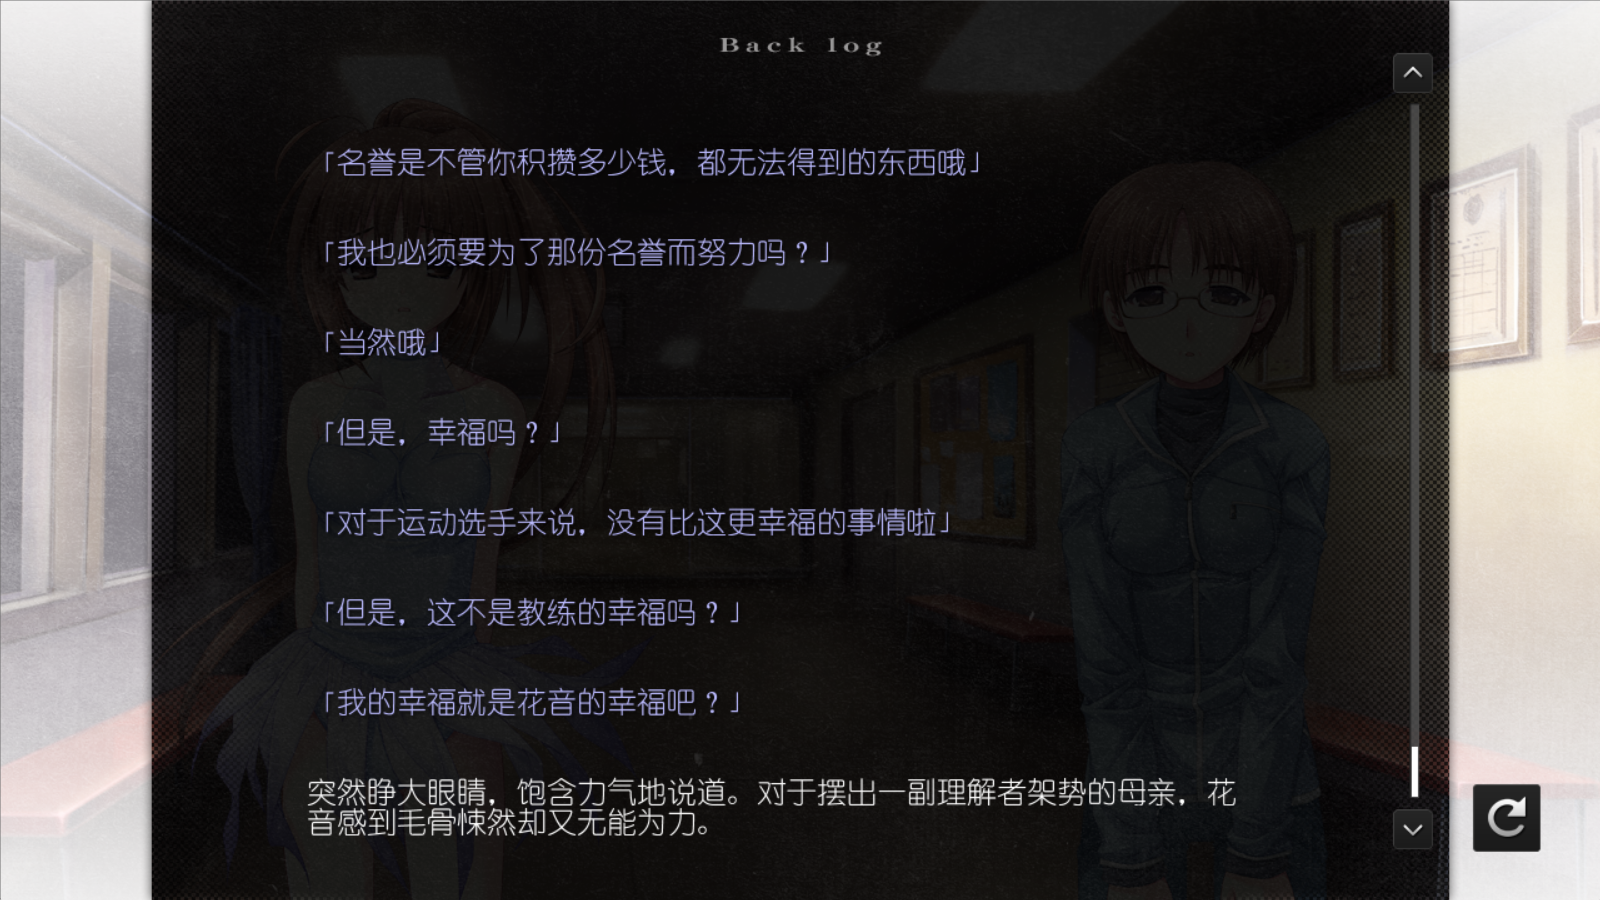 Back log
「名誉是不管你积攒多少钱，都无法得到的东西哦」
「我也必须要为了那份名誉而努力吗？」
「当然哦」
「但是，幸福吗？」
「对于运动选手来说，没有比这更幸福的事情啦」
「但是，这不是教练的幸福吗？」
「我的幸福就是花音的幸福吧？」
突然睁大眼睛，饱含力气地说道。对于摆出一副理解者架势的母亲，花
音感到毛骨悚然却又无能为力。